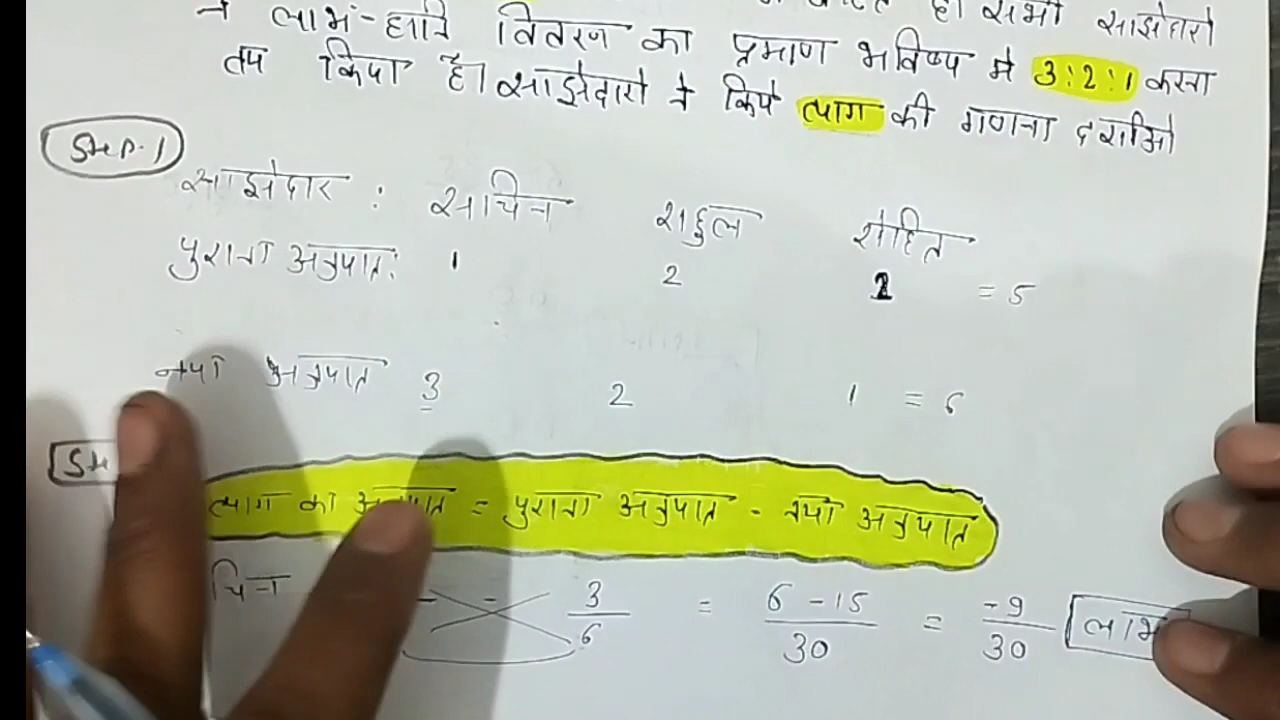 ने लाभ-हानि वितरण का प्रमाण भविष्य मे 3:2:1 करना
तय किया है। साझेदारो ने किये त्याग की गणना दर्शाओ
Step-1
साझेदार : सचिन राहुल रोहित
पुराना अनुपात: 1 2 2 = 5
नया अनुपात 3 2 1 = 6
त्याग का अनुपात = पुराना अनुपात - नया अनुपात
चिन - 3/6 = 6-15/30 = -9/30 लाभ